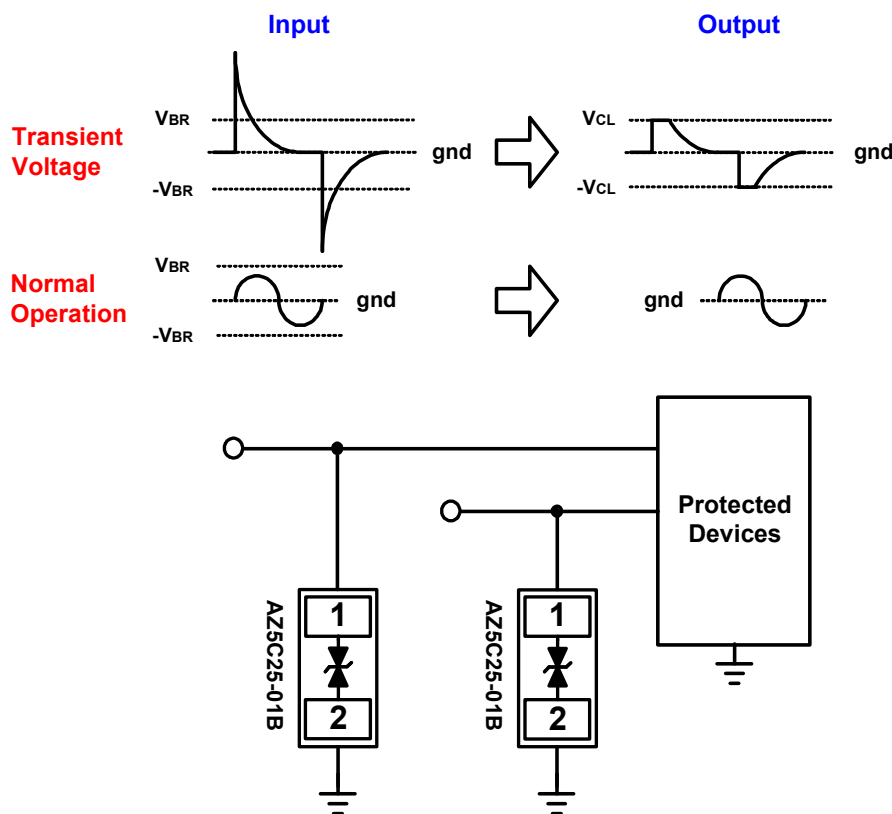 Input
Output
Transient
Voltage
VBR
gnd
-VBR
VCL
gnd
-VCL
Normal
Operation
VBR
gnd
-VBR
gnd
Protected
Devices
AZ5C25-01B
1
2
AZ5C25-01B
1
2